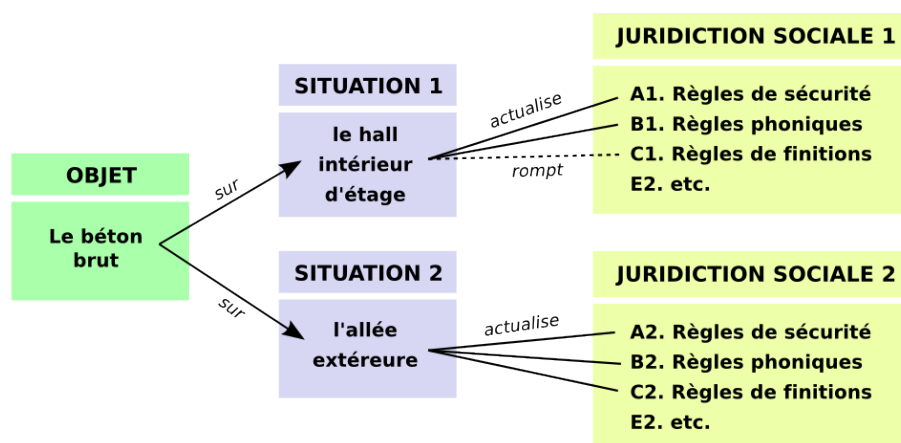 OBJET
Le béton
brut
sur
sur
SITUATION 1
le hall
intérieur
d'étage
actualise
rompt
JURIDICTION SOCIALE 1
A1. Règles de sécurité
B1. Règles phoniques
C1. Règles de finitions
E2. etc.
SITUATION 2
l'allée
extéreure
actualise
JURIDICTION SOCIALE 2
A2. Règles de sécurité
B2. Règles phoniques
C2. Règles de finitions
E2. etc.